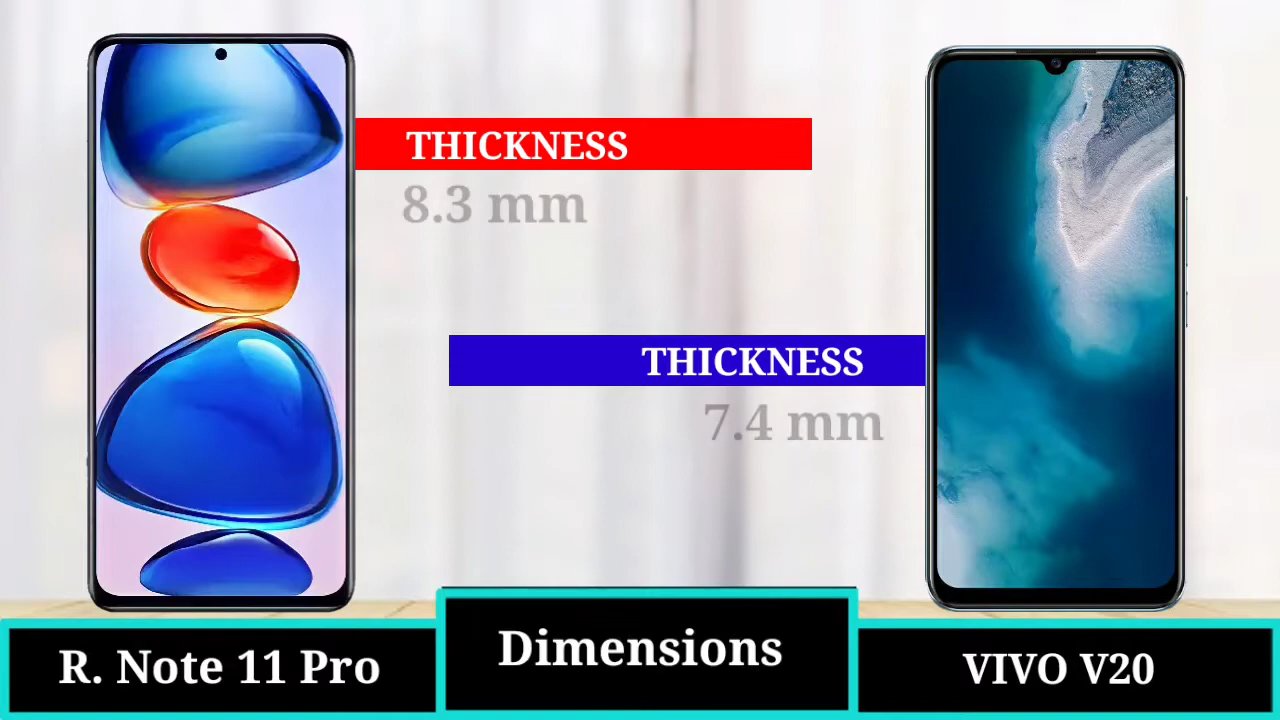 THICKNESS
8.3 mm
THICKNESS
7.4 mm
R. Note 11 Pro
Dimensions
VIVO V20